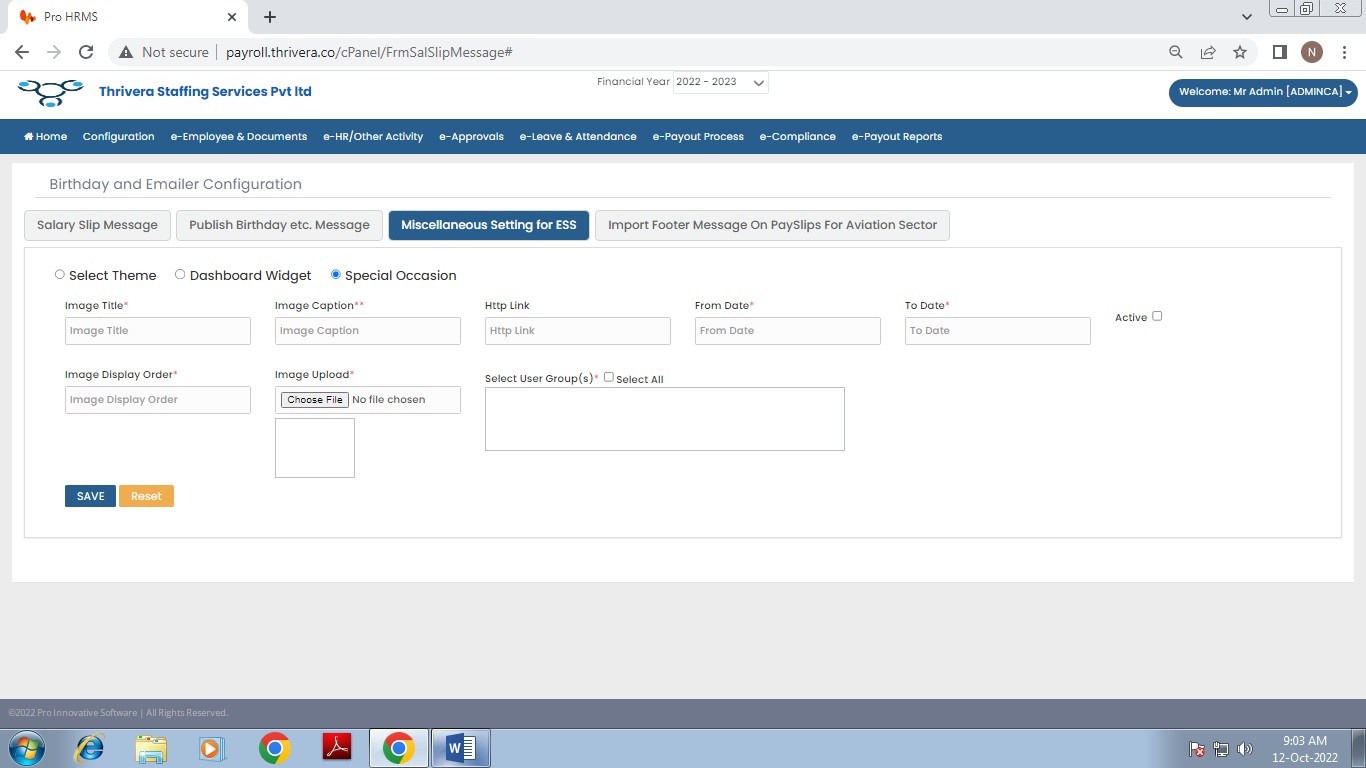 Pro HRMS
Not secure | payroll.thrivera.co/cPanel/FrmSalSlipMessage#
N
Thrivera Staffing Services Pvt ltd
Financial Year 2022 - 2023
Welcome: Mr Admin [ADMINCA]
Home Configuration e-Employee & Documents e-HR/Other Activity e-Approvals e-Leave & Attendance e-Payout Process e-Compliance e-Payout Reports
Birthday and Emailer Configuration
Salary Slip Message Publish Birthday etc. Message Miscellaneous Setting for ESS Import Footer Message On PaySlips For Aviation Sector
Select Theme Dashboard Widget Special Occasion
Image Title* Image Caption** Http Link From Date* To Date* Active
Image Title Image Caption Http Link From Date To Date
Image Display Order* Image Upload* Select User Group(s)* Select All
Image Display Order Choose File No file chosen
SAVE Reset
©2022 Pro Innovative Software | All Rights Reserved.
W
9:03 AM
12-Oct-2022